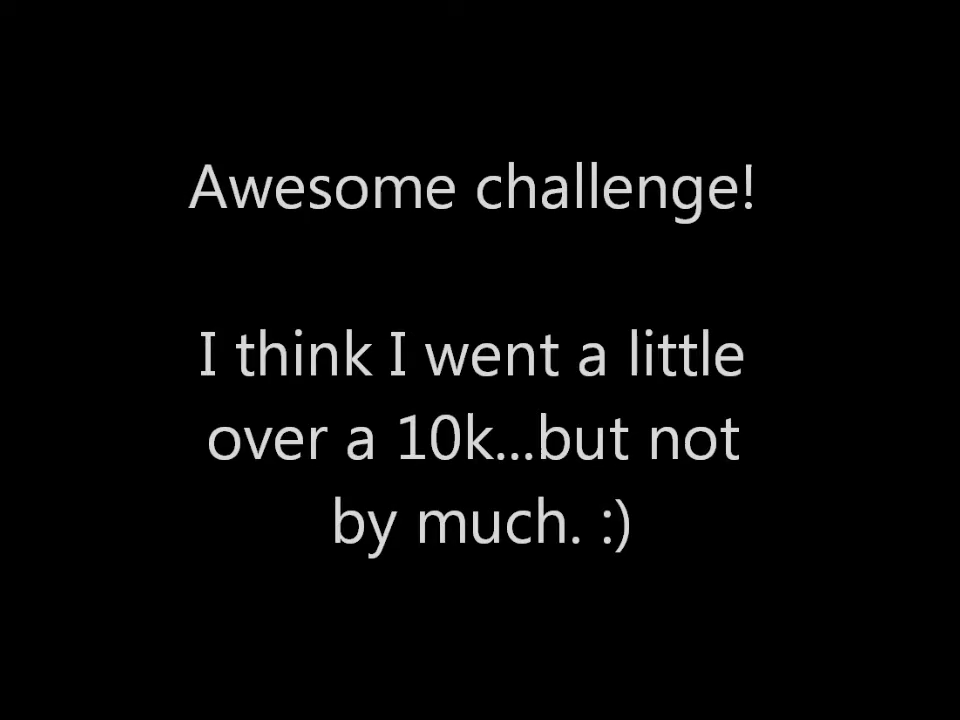 Awesome challenge!
I think I went a little
over a 10k...but not
by much. :)